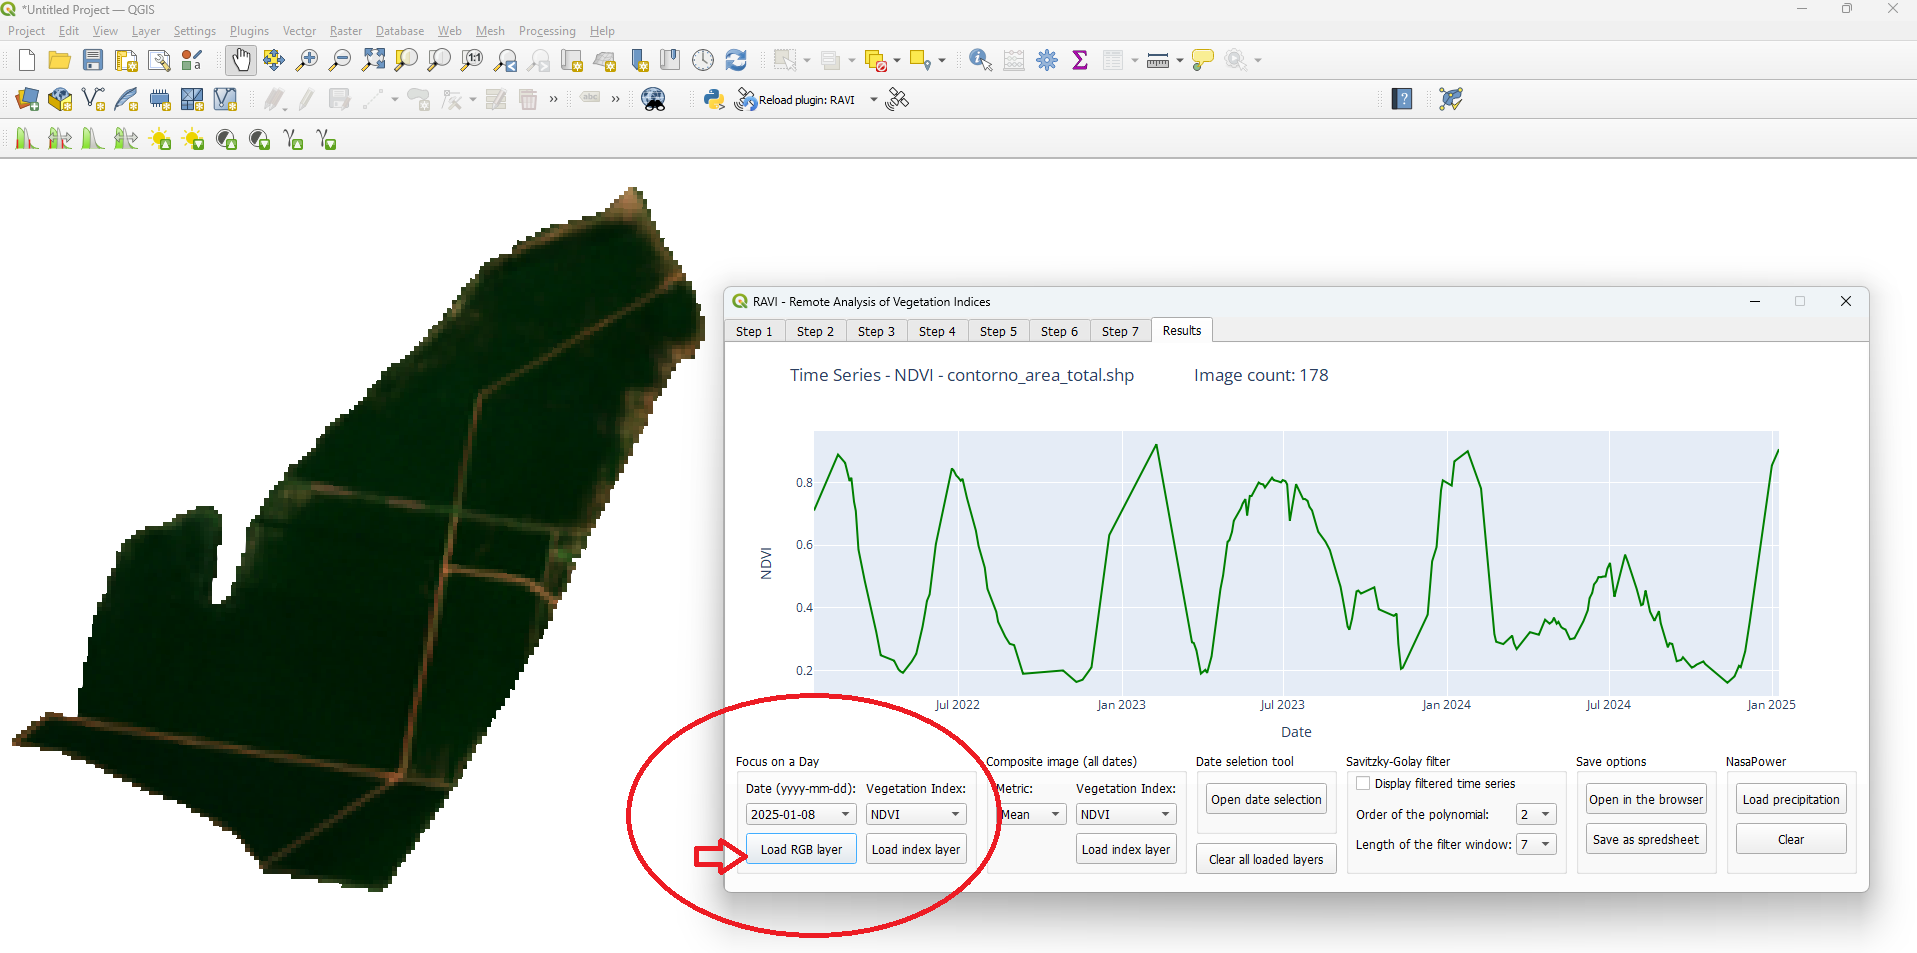 *Untitled Project — QGIS
Project Edit View Layer Settings Plugins Vector Raster Database Web Mesh Processing Help
1:1
a
abc
Reload plugin: RAVI
RAVI - Remote Analysis of Vegetation Indices
Step 1 Step 2 Step 3 Step 4 Step 5 Step 6 Step 7 Results
Time Series - NDVI - contorno_area_total.shp Image count: 178
0.8
0.6
0.4
0.2
NDVI
Jul 2022 Jan 2023 Jul 2023 Jan 2024 Jul 2024 Jan 2025
Date
Focus on a Day
Date (yyyy-mm-dd): Vegetation Index:
2025-01-08 NDVI
Load RGB layer Load index layer
Composite image (all dates)
Metric: Vegetation Index:
Mean NDVI
Load index layer
Date seletion tool
Open date selection
Clear all loaded layers
Savitzky-Golay filter
Display filtered time series
Order of the polynomial: 2
Length of the filter window: 7
Save options
Open in the browser
Save as spredsheet
NasaPower
Load precipitation
Clear